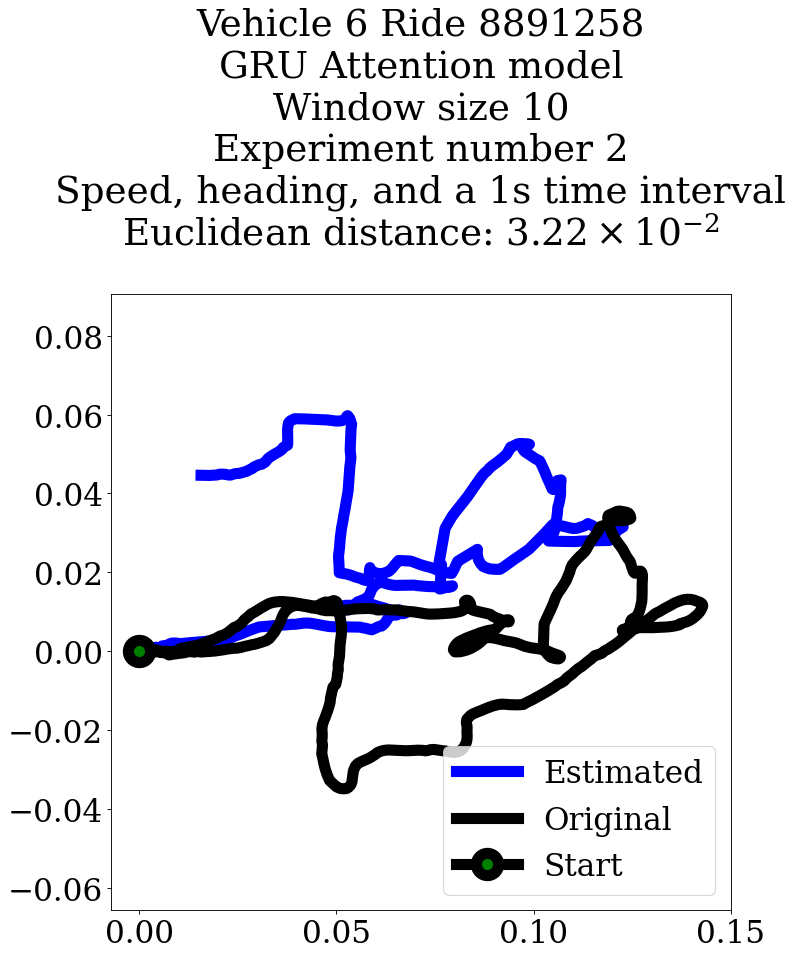 Vehicle 6 Ride 8891258
GRU Attention model
Window size 10
Experiment number 2
Speed, heading, and a 1s time interval
Euclidean distance: 3.22 × 10⁻²
0.08
0.06
0.04
0.02
0.00
−0.02
−0.04
−0.06
Estimated
Original
Start
0.00 0.05 0.10 0.15